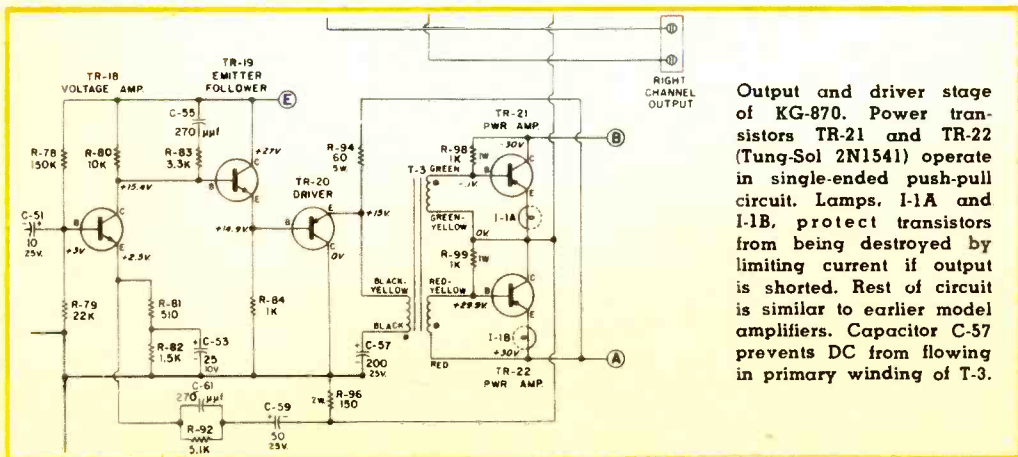 TR-18
VOLTAGE AMP.
TR-19
EMITTER
FOLLOWER
E
C-55
270 µµf
R-78
150K
R-80
10K
R-83
3.3K
+27V
C
B
E
+15.4V
C-51
10
25V.
B
C
E
+3V
+2.5V.
+14.9V
TR-20
DRIVER
B
E
C
+15V.
0V
R-79
22K
R-81
510
R-82
1.5K
C-53
25
10V
R-84
1K
C-61
270 µµf
R-92
5.1K
C-59
50
25V.
R-94
60
5W.
BLACK-
YELLOW
BLACK
C-57
200
25V.
2W.
R-96
150
T-3
GREEN
GREEN-
YELLOW
RED-
YELLOW
RED
R-98
1K
1W
-.1V
0V.
R-99
1K
1W
+29.9V
TR-21
PWR AMP.
-30V
C
B
E
I-1A
C
B
E
I-1B
+30V
TR-22
PWR AMP.
B
A
RIGHT
CHANNEL
OUTPUT
Output and driver stage
of KG-870. Power tran-
sistors TR-21 and TR-22
(Tung-Sol 2N1541) operate
in single-ended push-pull
circuit. Lamps, I-1A and
I-1B, protect transistors
from being destroyed by
limiting current if output
is shorted. Rest of circuit
is similar to earlier model
amplifiers. Capacitor C-57
prevents DC from flowing
in primary winding of T-3.